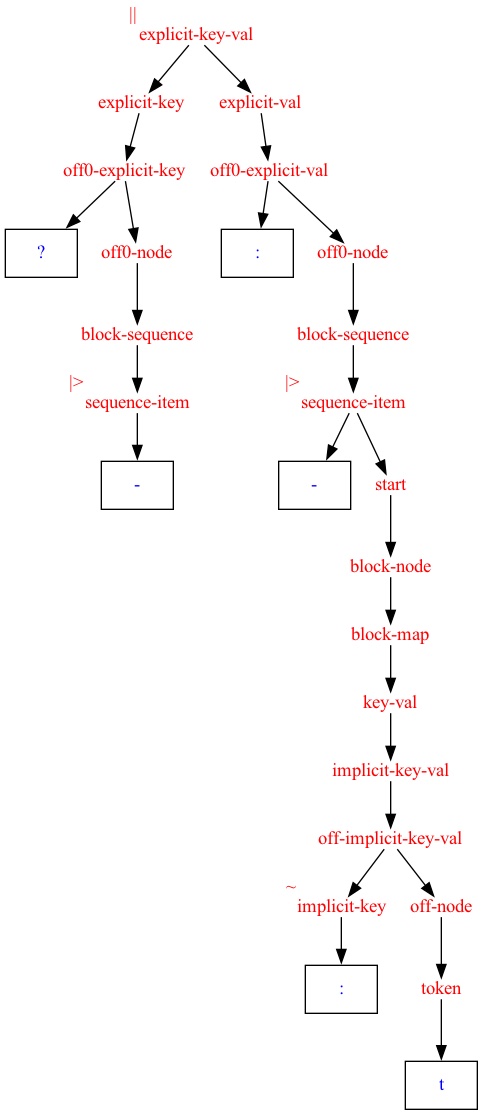 ||
explicit-key-val
explicit-key explicit-val
off0-explicit-key off0-explicit-val
? off0-node : off0-node
block-sequence block-sequence
|> |>
sequence-item sequence-item
- - start
block-node
block-map
key-val
implicit-key-val
off-implicit-key-val
~
implicit-key off-node
: token
t